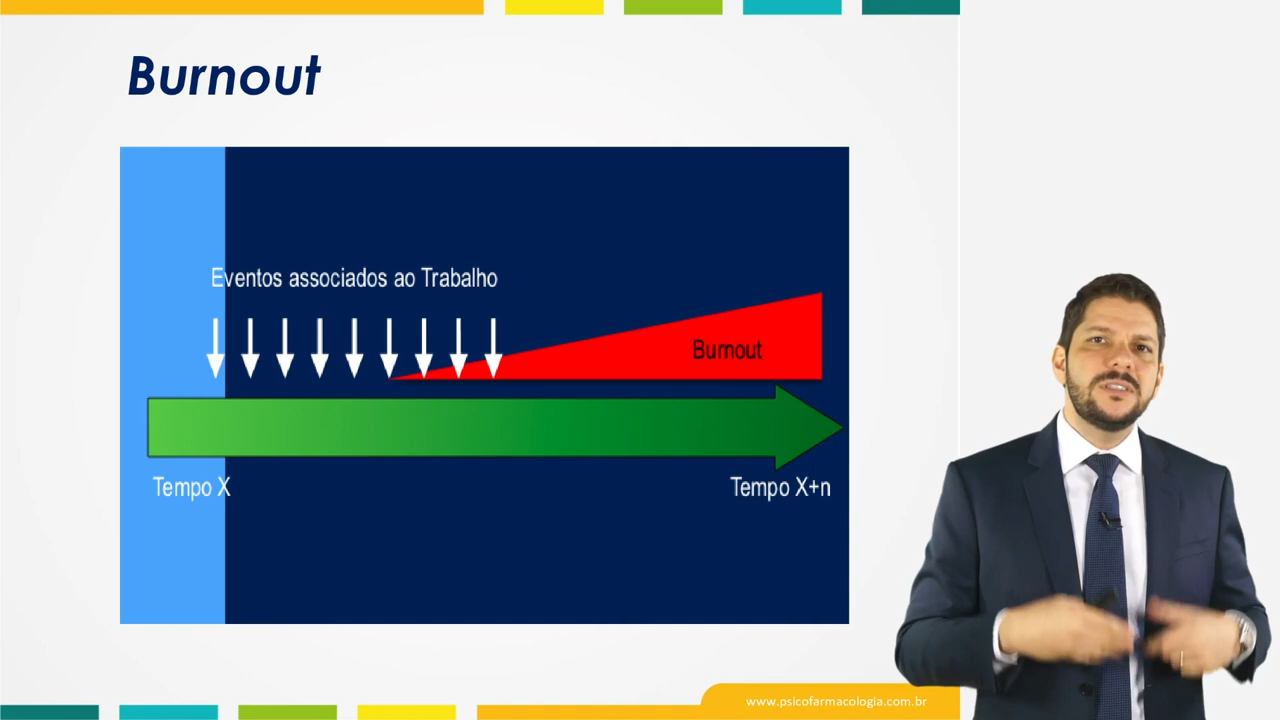 Burnout
Eventos associados ao Trabalho
Burnout
Tempo X
Tempo X+n
www.psicofarmacologia.com.br